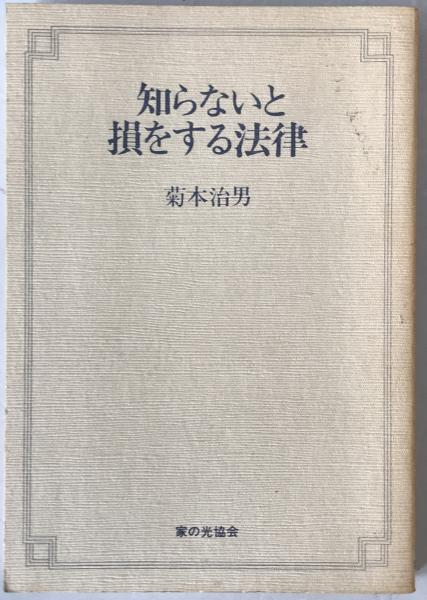 知らないと
損をする法律
菊本治男
家の光協会